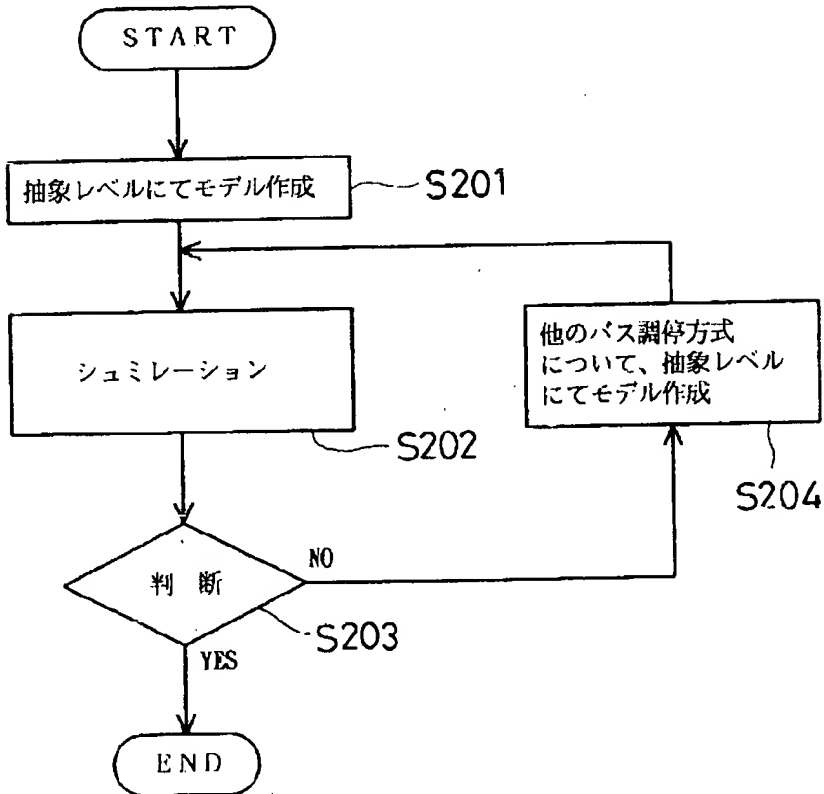 START
抽象レベルにてモデル作成
S201
シュミレーション
S202
他のバス調停方式
について、抽象レベル
にてモデル作成
S204
判断
NO
S203
YES
END